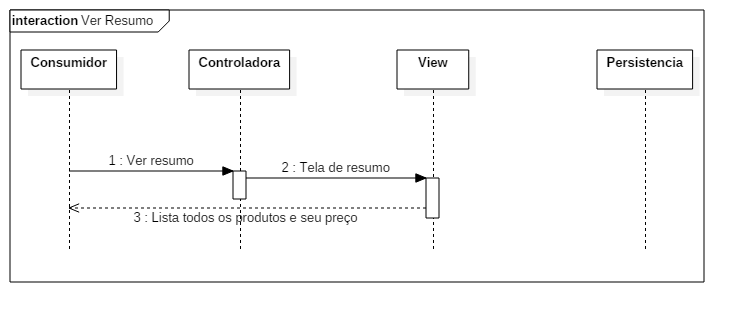 interaction Ver Resumo
Consumidor
Controladora
View
Persistencia
1 : Ver resumo
2 : Tela de resumo
3 : Lista todos os produtos e seu preço